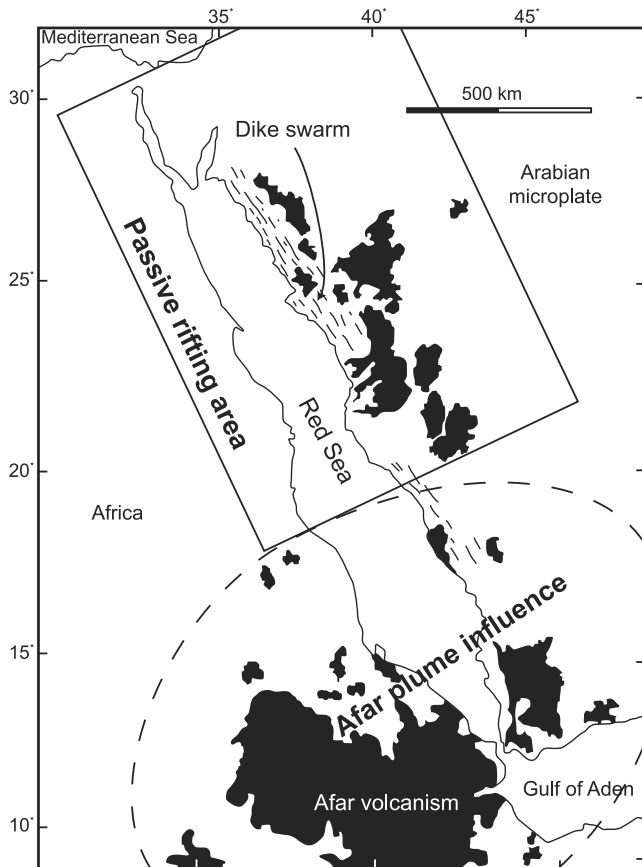 35˚ 40˚ 45˚
Mediterranean Sea
30˚
500 km
Dike swarm
Arabian
microplate
Passive rifting area
25˚
Red Sea
20˚
Africa
Afar plume influence
15˚
Gulf of Aden
Afar volcanism
10˚